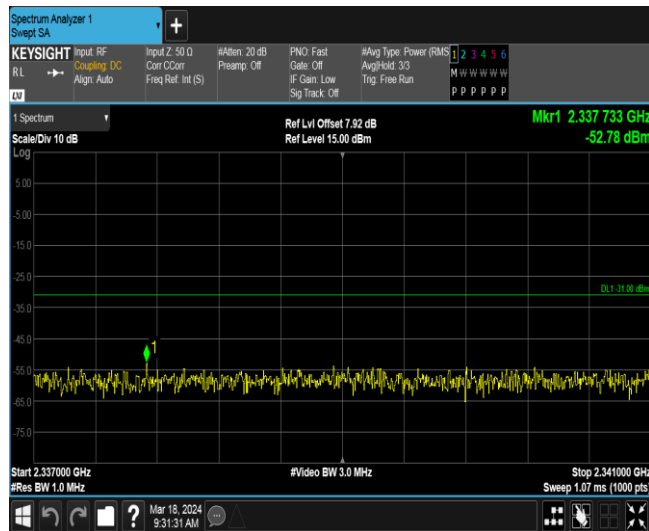 Spectrum Analyzer 1
Swept SA
+
KEYSIGHT
RL
LXI
Input: RF
Coupling: DC
Align: Auto
Input Z: 50 Ω
Corr CCorr
Freq Ref: Int (S)
#Atten: 20 dB
Preamp: Off
PNO: Fast
Gate: Off
IF Gain: Low
Sig Track: Off
#Avg Type: Power (RMS
Avg|Hold: 3/3
Trig: Free Run
1 2 3 4 5 6
M W W W W W
P P P P P P
1 Spectrum
Scale/Div 10 dB
Log
Ref Lvl Offset 7.92 dB
Ref Level 15.00 dBm
Mkr1 2.337 733 GHz
-52.78 dBm
5.00
-5.00
-15.0
-25.0
DL1 -31.00 dBm
-35.0
-45.0
1
-55.0
-65.0
-75.0
Start 2.337000 GHz
#Res BW 1.0 MHz
#Video BW 3.0 MHz
Stop 2.341000 GHz
Sweep 1.07 ms (1000 pts)
?
Mar 18, 2024
9:31:31 AM